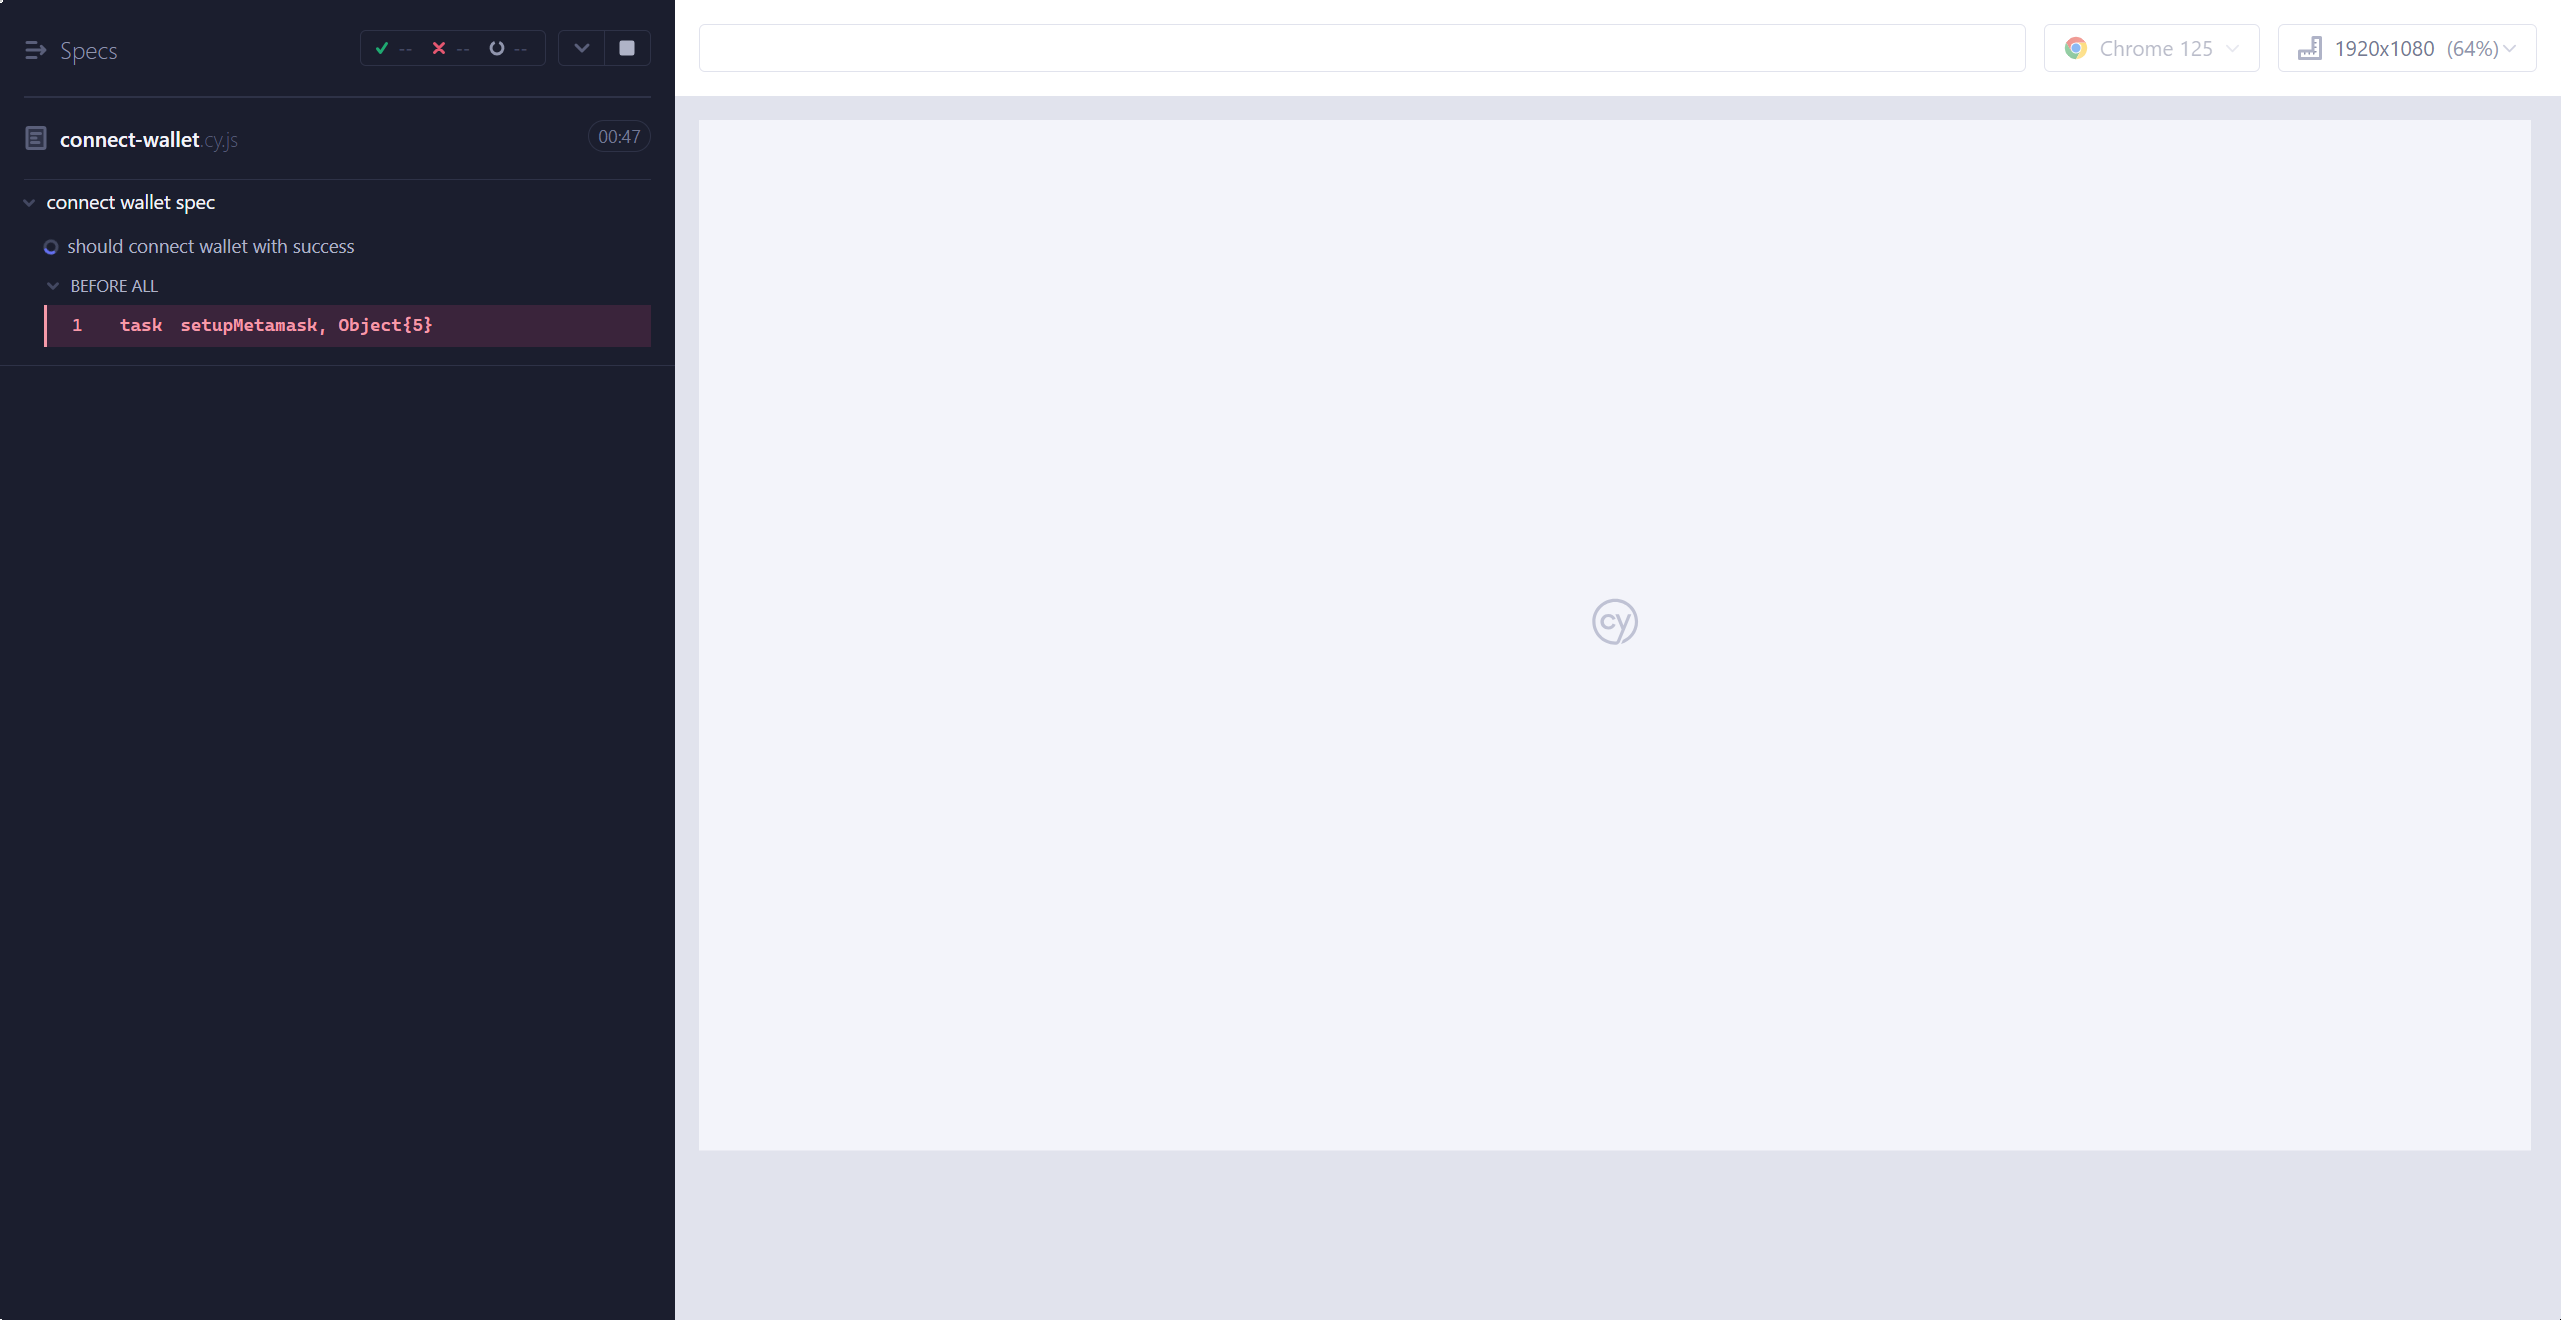 Specs
-- -- --
connect-wallet.cy.js
00:47
connect wallet spec
should connect wallet with success
BEFORE ALL
1 task setupMetamask, Object{5}
Chrome 125
1920x1080 (64%)
cy